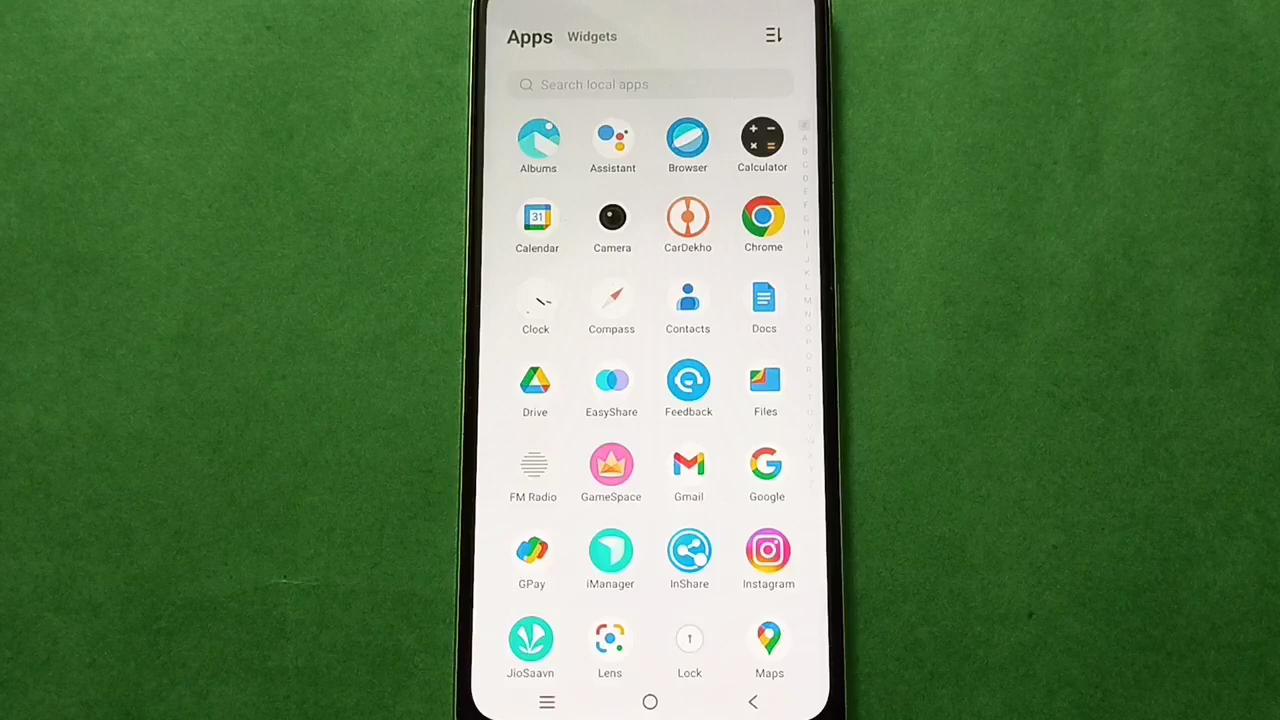 Apps Widgets
Search local apps
Albums Assistant Browser Calculator
31
Calendar Camera CarDekho Chrome
Clock Compass Contacts Docs
Drive EasyShare Feedback Files
FM Radio GameSpace Gmail Google
GPay iManager InShare Instagram
JioSaavn Lens Lock Maps